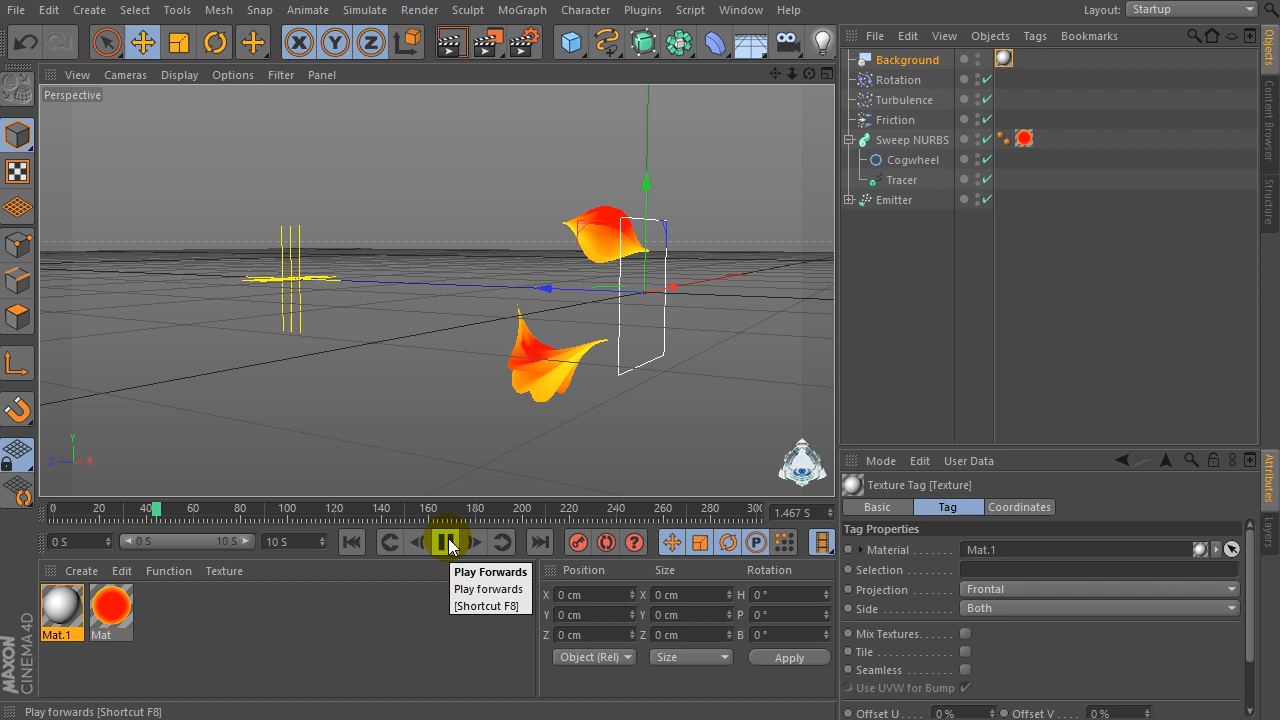 File Edit Create Select Tools Mesh Snap Animate Simulate Render Sculpt MoGraph Character Plugins Script Window Help Layout: Startup
View Cameras Display Options Filter Panel
File Edit View Objects Tags Bookmarks
Perspective
Background
Rotation
Turbulence
Friction
Sweep NURBS
Cogwheel
Tracer
Emitter
Objects
Content Browser
Structure
Y
Z X
Mode Edit User Data
Texture Tag [Texture]
Basic Tag Coordinates
Tag Properties
Material Mat.1
Selection
Projection Frontal
Side Both
Mix Textures
Tile
Seamless
Use UVW for Bump
Offset U 0 % Offset V 0 %
Attributes
Layers
0 20 40 60 80 100 120 140 160 180 200 220 240 260 280 300 1.467 S
0 S 0 S 10 S 10 S
Play Forwards
Play forwards
[Shortcut F8]
Create Edit Function Texture
Mat.1 Mat
Position Size Rotation
X 0 cm X 0 cm H 0 °
Y 0 cm Y 0 cm P 0 °
Z 0 cm Z 0 cm B 0 °
Object (Rel) Size Apply
MAXON
CINEMA 4D
Play forwards [Shortcut F8]